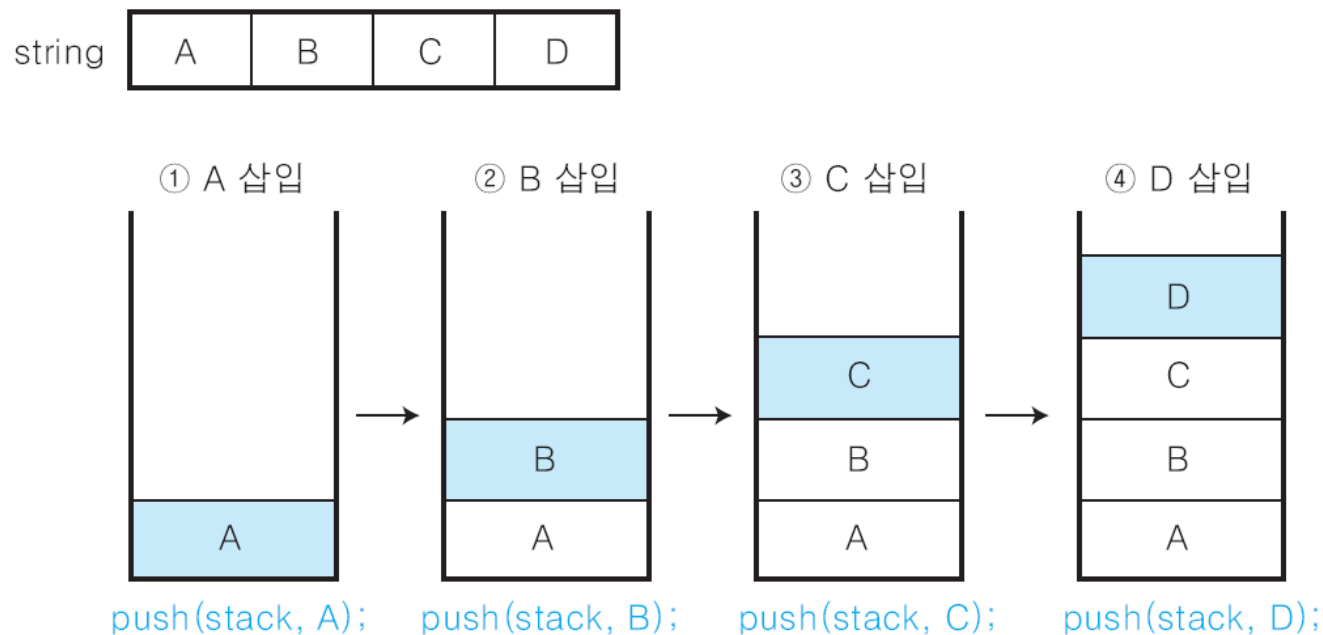 string A B C D
① A 삽입 ② B 삽입 ③ C 삽입 ④ D 삽입
D
C C
B B B
A A A A
push(stack, A); push(stack, B); push(stack, C); push(stack, D);